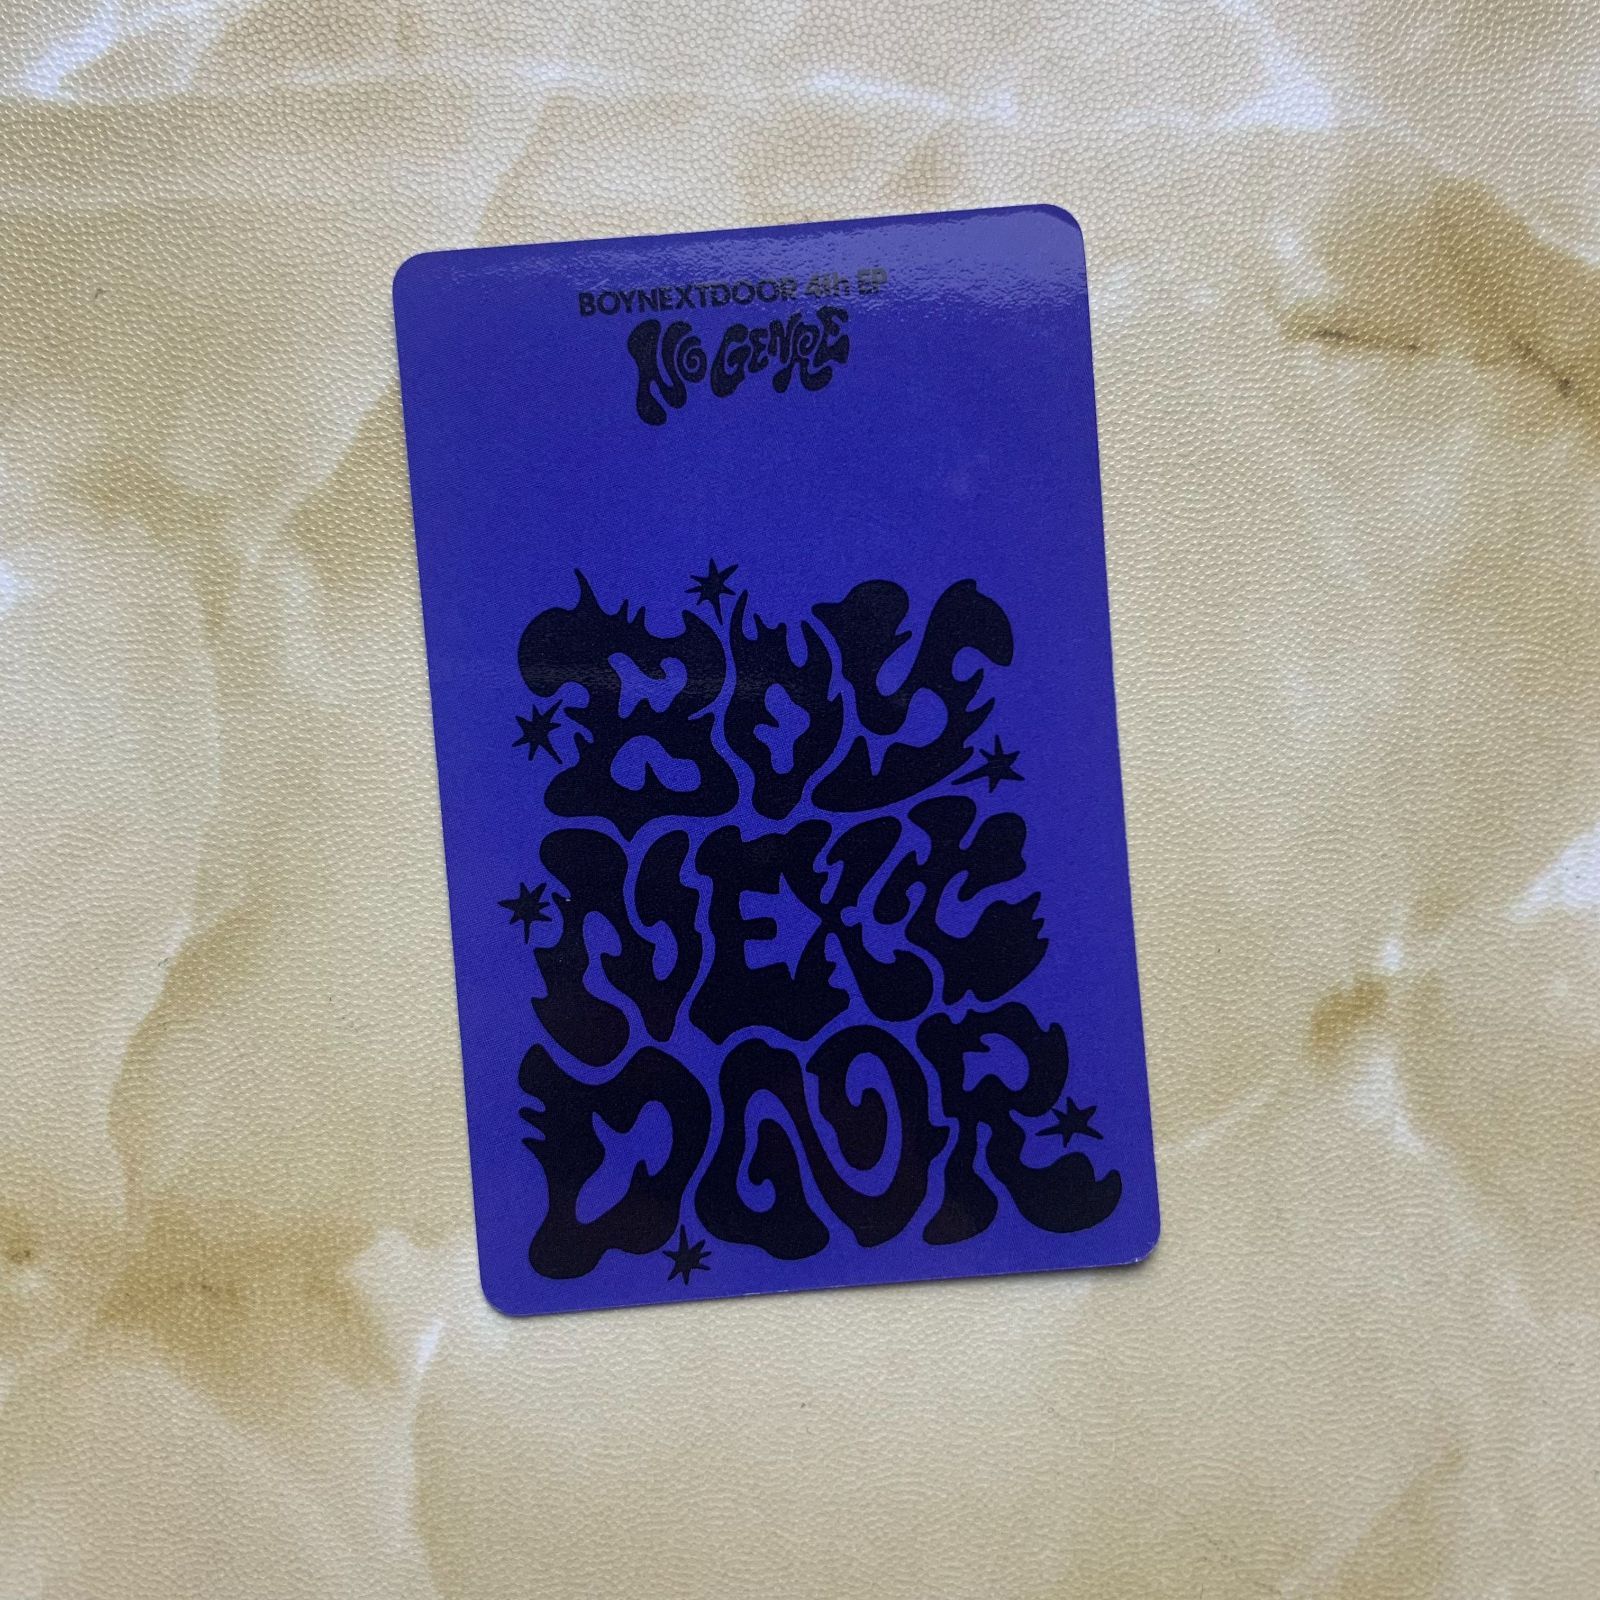 BOYNEXTDOOR 4th EP
NO GENRE
BOY
NEXT
DOOR